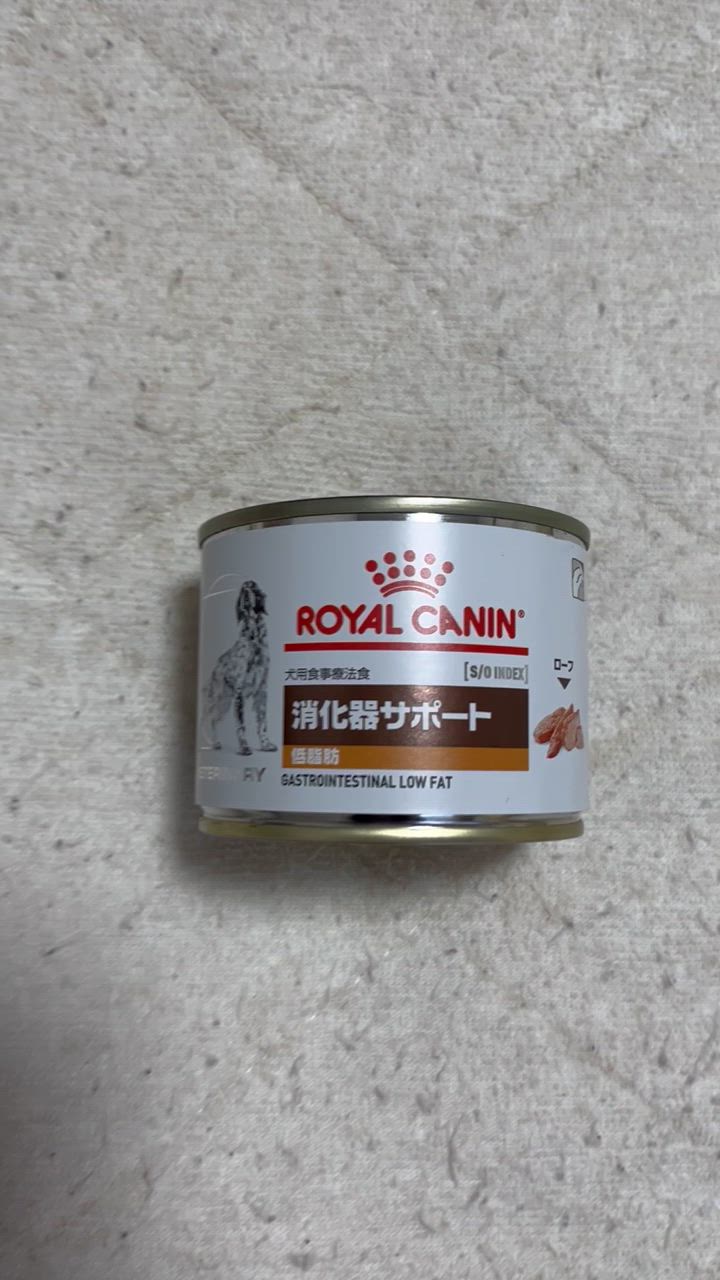 ROYAL CANIN®
犬用食事療法食
[S/O INDEX]
ローフ
消化器サポート
低脂肪
GASTROINTESTINAL LOW FAT